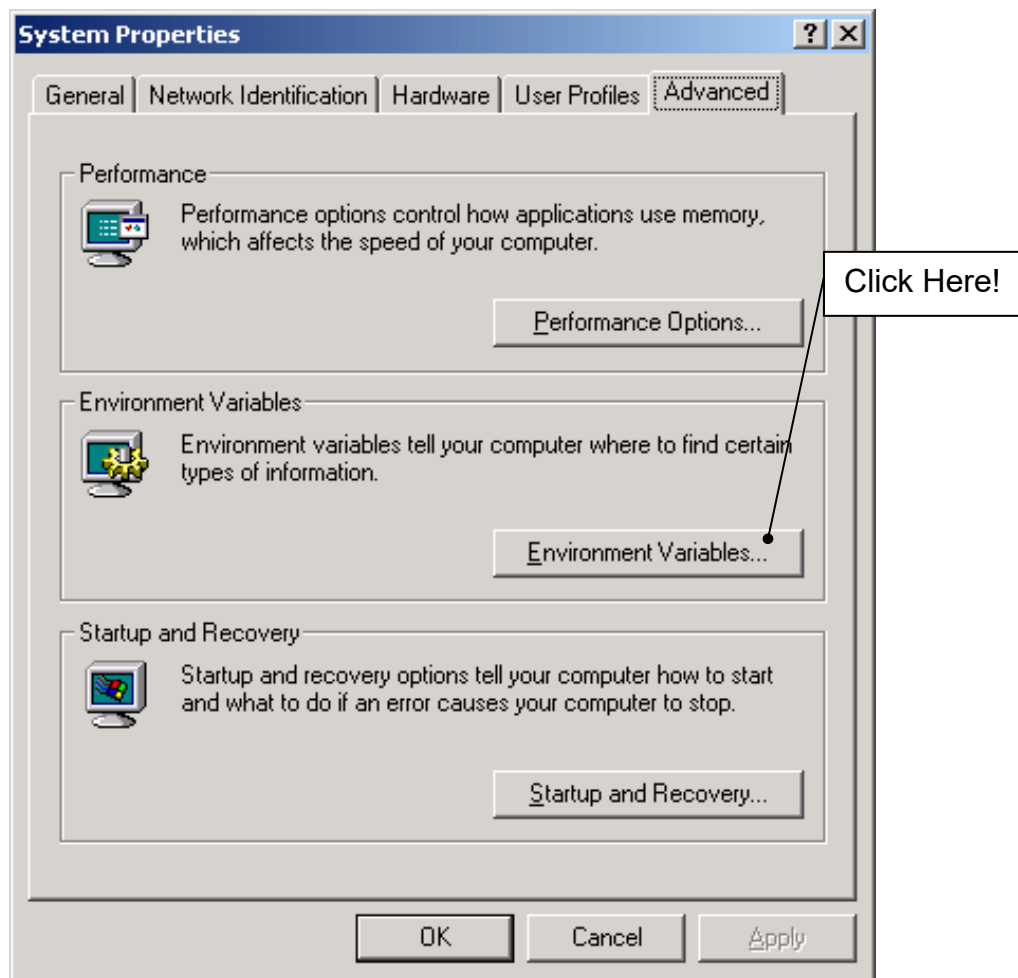 System Properties
General Network Identification Hardware User Profiles Advanced
Performance
Performance options control how applications use memory,
which affects the speed of your computer.
Click Here!
Performance Options...
Environment Variables
Environment variables tell your computer where to find certain
types of information.
Environment Variables...
Startup and Recovery
Startup and recovery options tell your computer how to start
and what to do if an error causes your computer to stop.
Startup and Recovery...
OK Cancel Apply